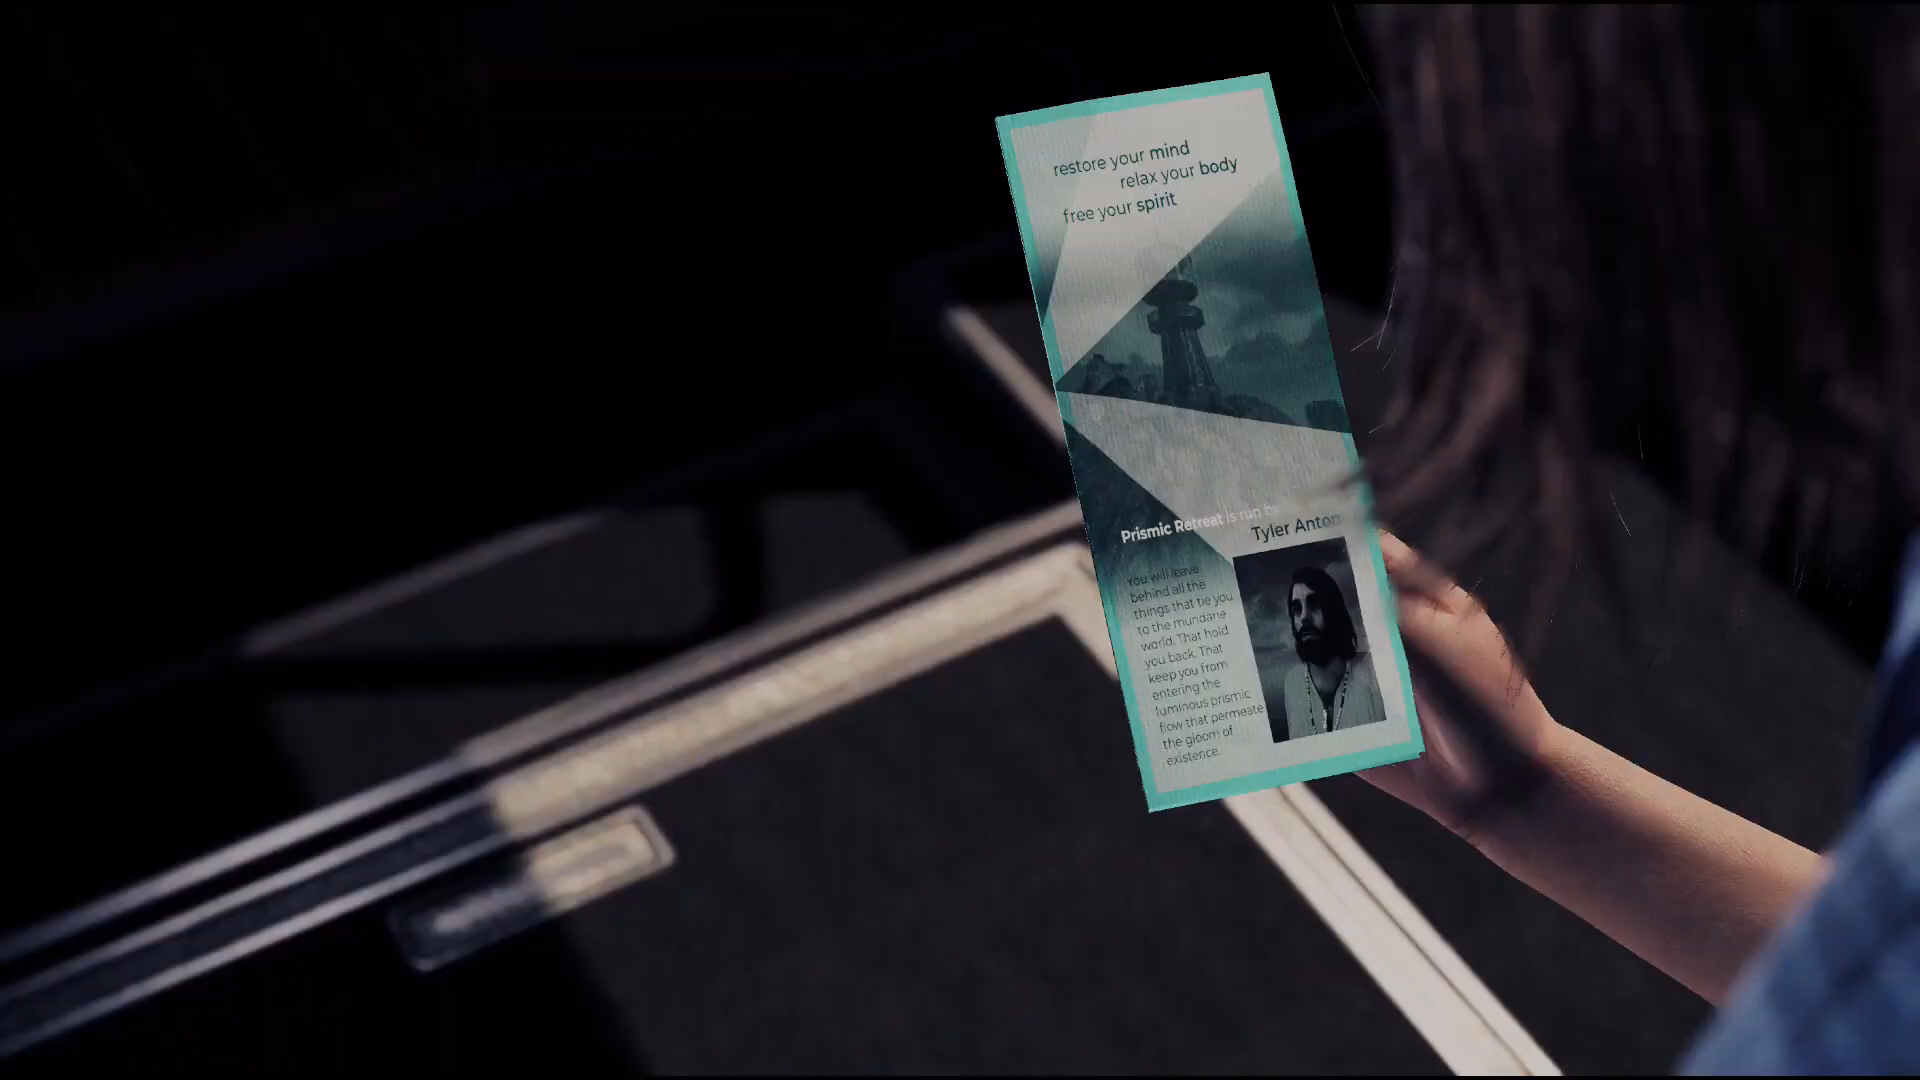 restore your mind
relax your body
free your spirit
Prismic Retreat is run by
Tyler Anton
You will leave
behind all the
things that tie you
to the mundane
world. That hold
you back. That
keep you from
entering the
luminous prismic
flow that permeate
the gloom of
existence.